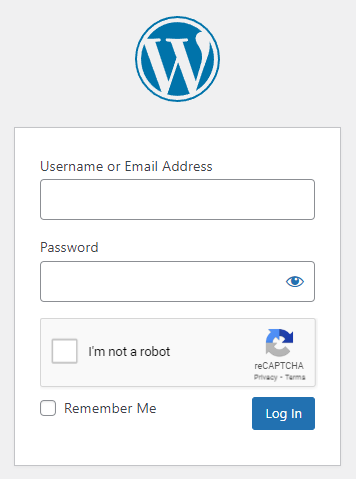 Username or Email Address
Password
I'm not a robot
reCAPTCHA
Privacy - Terms
Remember Me
Log In